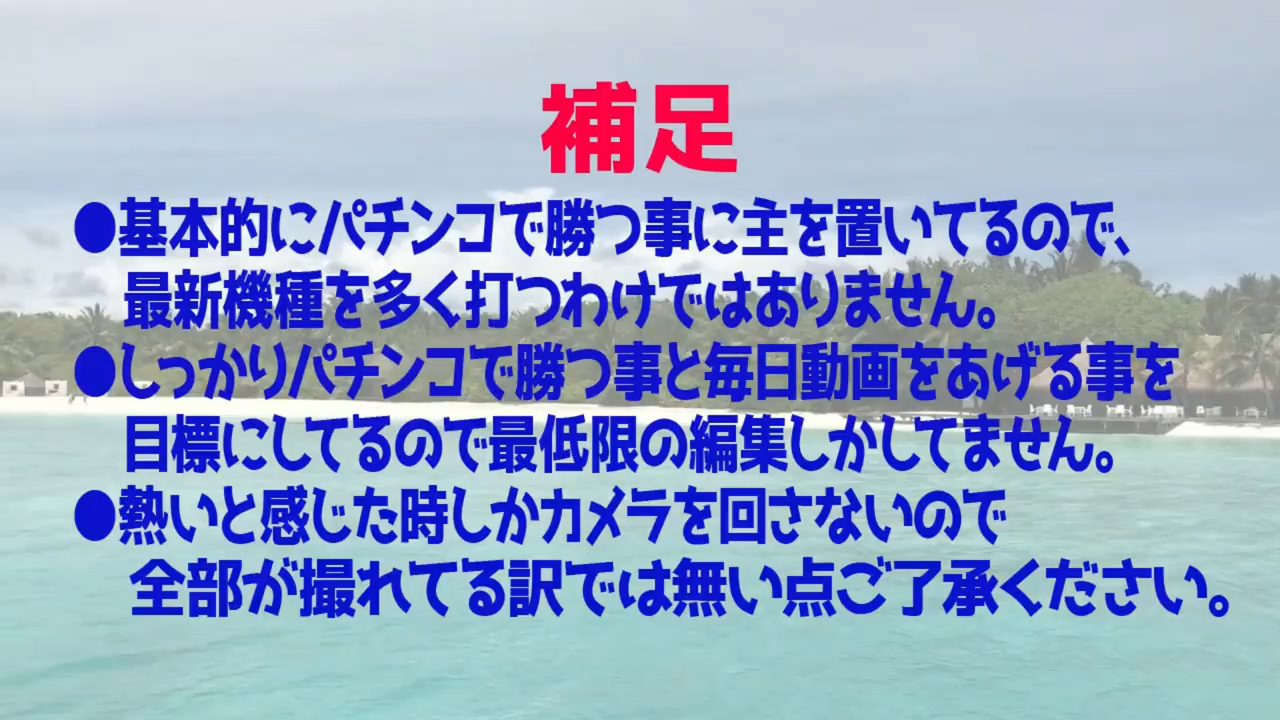 補足
●基本的にパチンコで勝つ事に主を置いてるので、
最新機種を多く打つわけではありません。
●しっかりパチンコで勝つ事と毎日動画をあげる事を
目標にしてるので最低限の編集しかしてません。
●熱いと感じた時しかカメラを回さないので
全部が撮れてる訳では無い点ご了承ください。